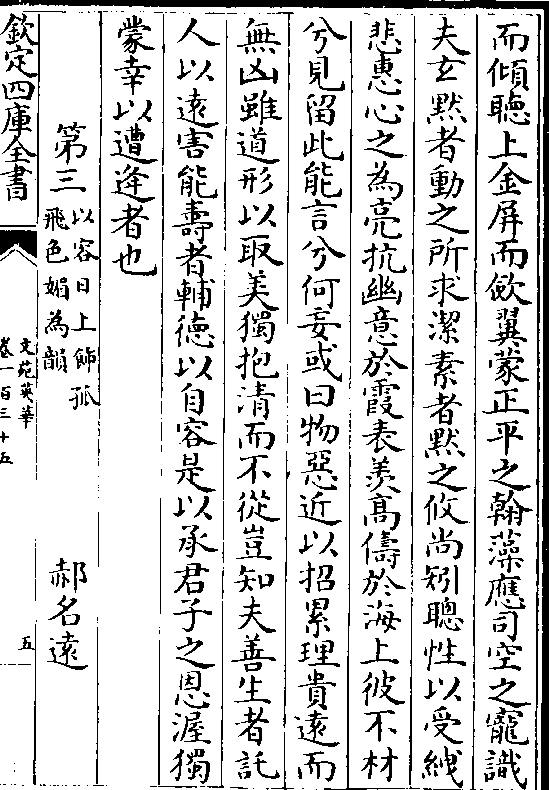 而傾聽上金屏而斂翼蒙正平之翰藻應司空之寵識
夫玄黙者動之所求潔素者黙之攸尚矧聰性以受紲
悲惠心之為亮抗幽意於霞表羨髙儔於海上彼不材
兮見留此能言兮何妄或曰物惡近以招累理貴逺而
無凶雖道形以取美獨抱清而不從豈知夫善生者託
人以逺害能壽者輔德以自容是以承君子之恩渥獨
蒙幸以遭逢者也
第三
以容日上飾孤
飛色媚為韻
郝名逺
欽定四庫全書
文苑英華
卷一百三十五
五